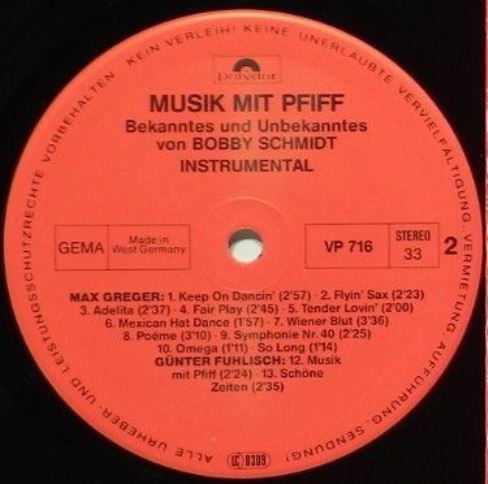 KEIN VERLEIH! KEINE UNERLAUBTE VERVIELFÄLTIGUNG, VERMIETUNG, AUFFÜHRUNG, SENDUNG!
ALLE URHEBER- UND LEISTUNGSSCHUTZRECHTE VORBEHALTEN
Polydor
MUSIK MIT PFIFF
Bekanntes und Unbekanntes
von BOBBY SCHMIDT
INSTRUMENTAL
GEMA
Made in
West Germany
VP 716
STEREO
33
2
MAX GREGER: 1. Keep On Dancin' (2'57) · 2. Flyin' Sax (2'23)
3. Adelita (2'37) · 4. Fair Play (2'45) · 5. Tender Lovin' (2'00)
6. Mexican Hat Dance (1'57) · 7. Wiener Blut (3'36)
8. Poéme (3'10) · 9. Symphonie Nr. 40 (2'25)
10. Omega (1'11) · So Long (1'14)
GÜNTER FUHLISCH: 12. Musik
mit Pfiff (2'24) · 13. Schöne
Zeiten (2'35)
LC 0309